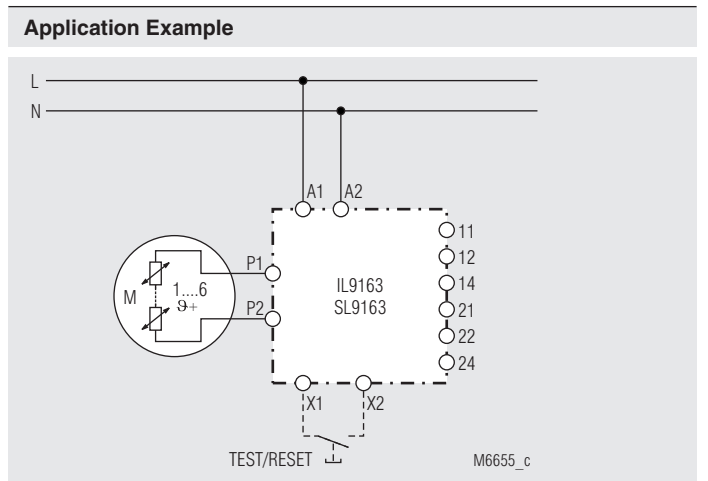 Application Example
L
N
A1 A2
11
12
14
21
22
24
P1
P2
M
1....6
ϑ+
IL9163
SL9163
X1 X2
TEST/RESET
M6655_c